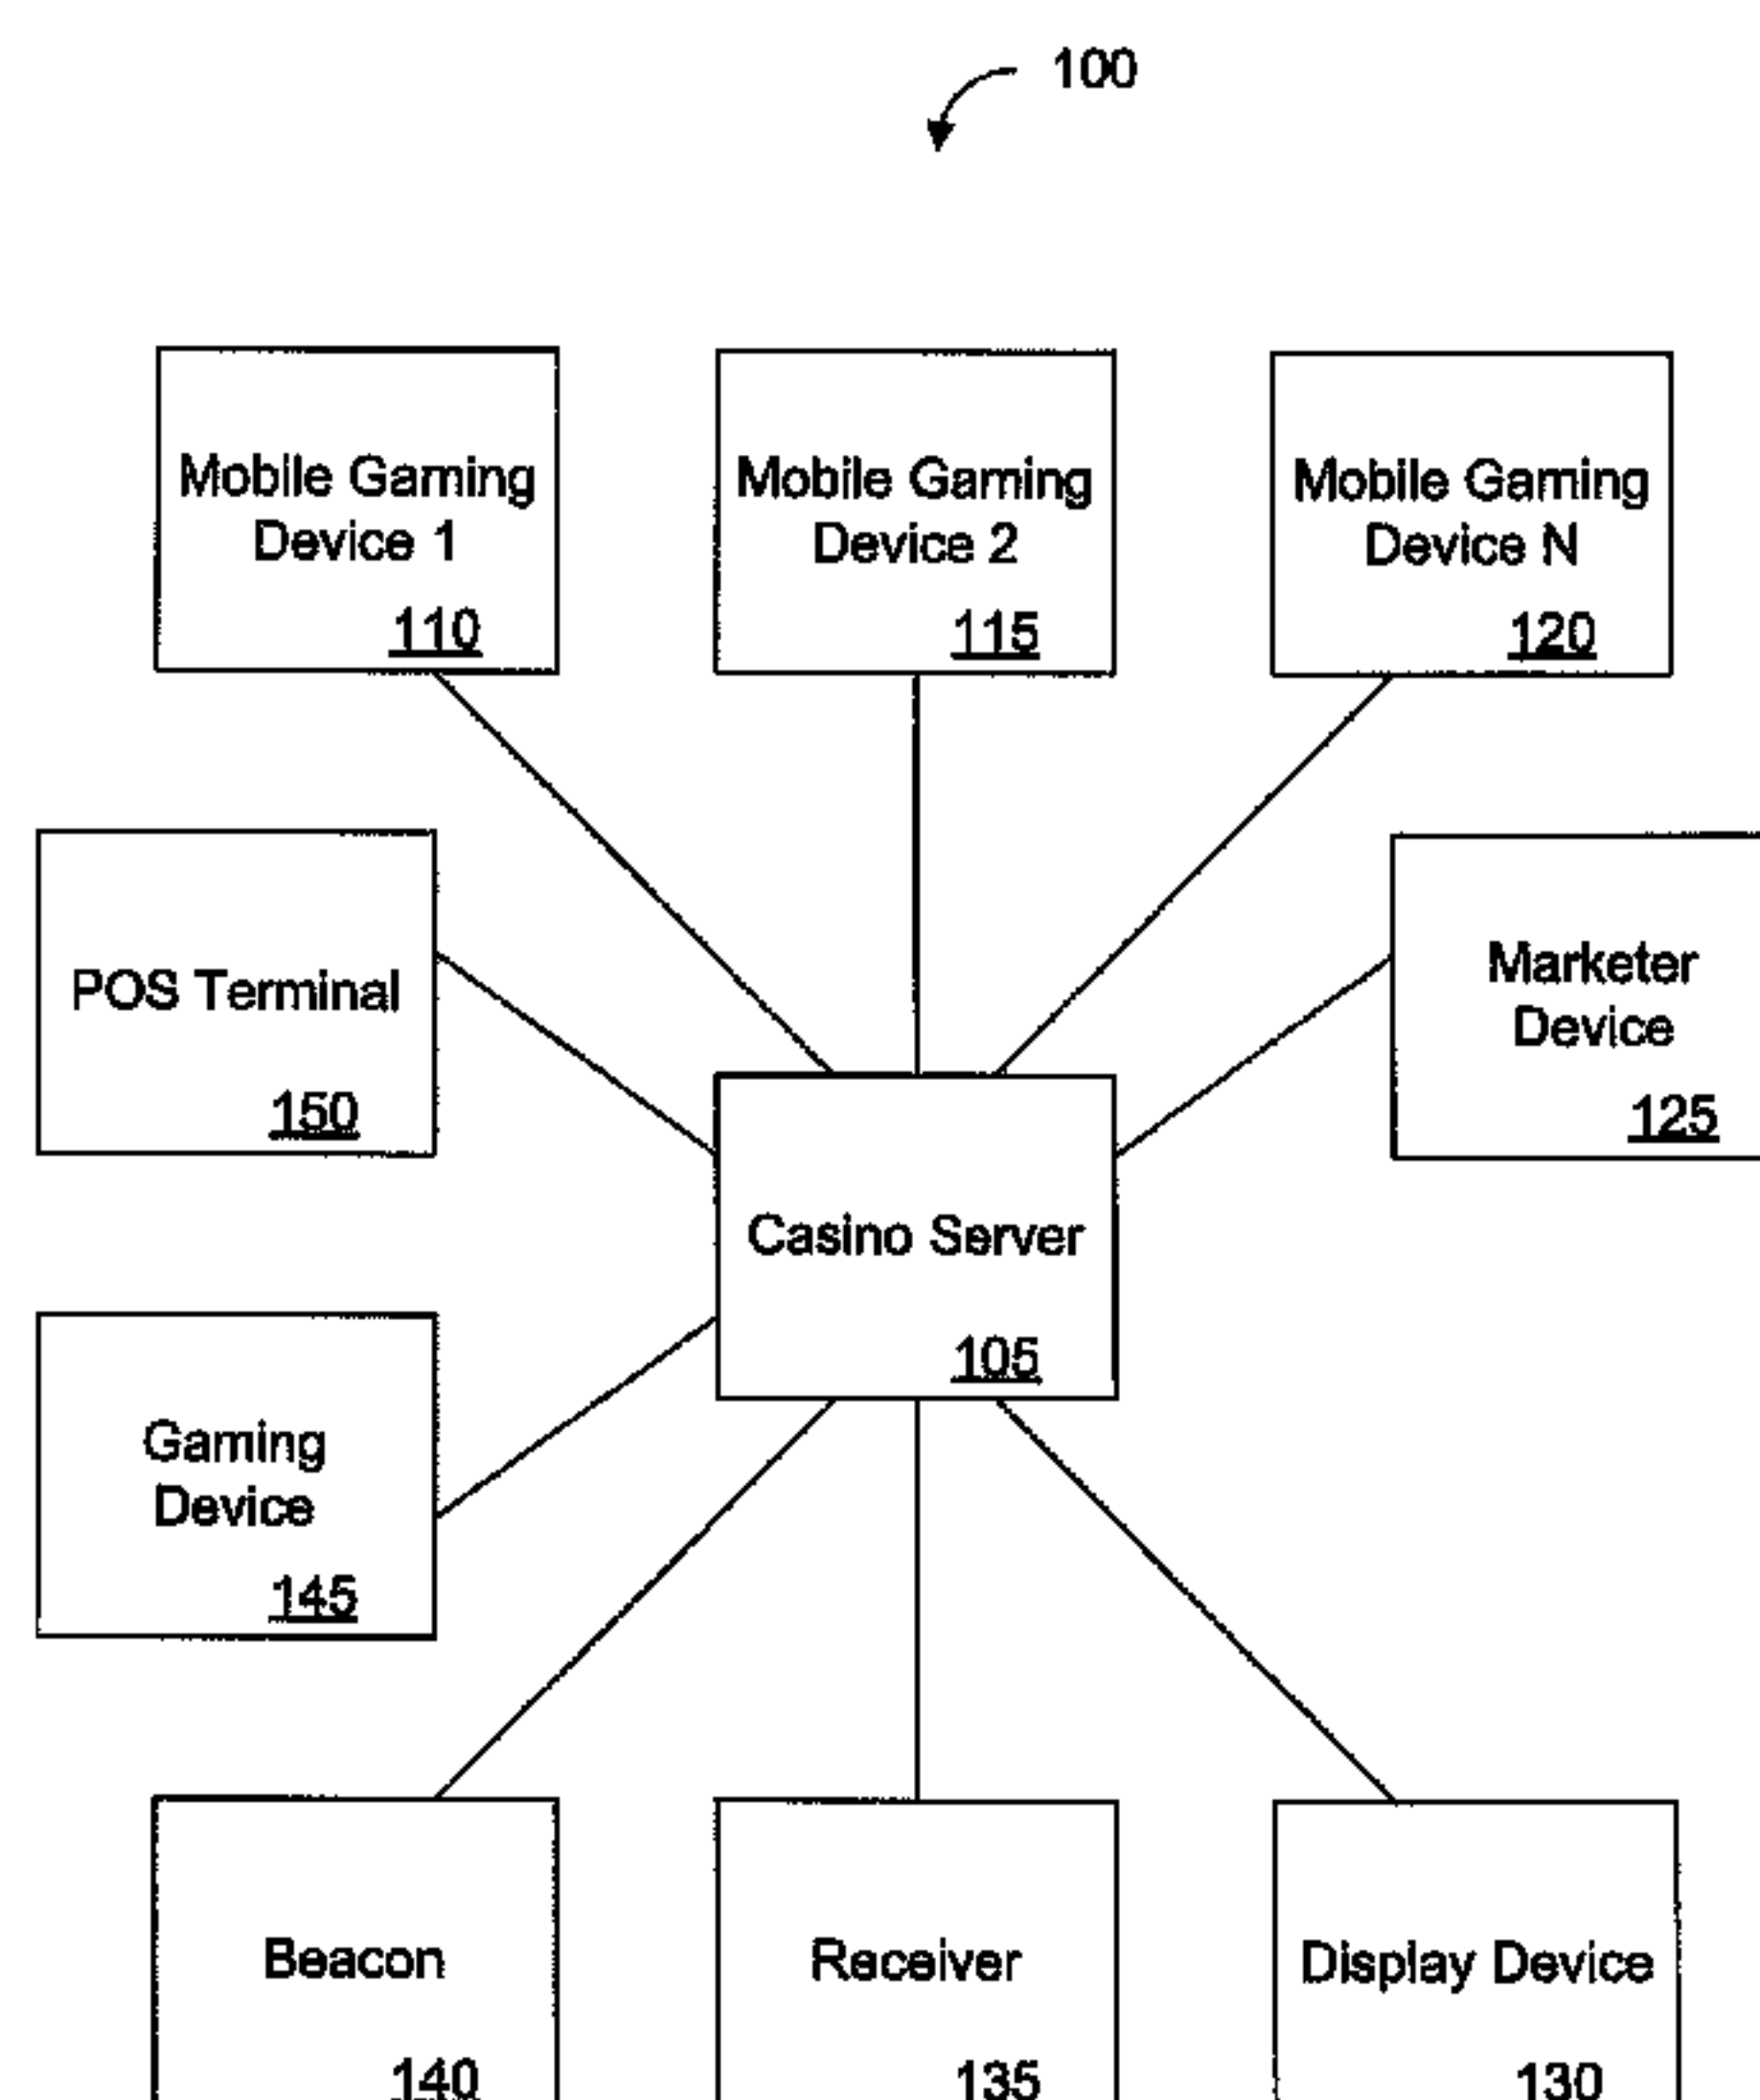 100
Mobile Gaming
Device 1
110
Mobile Gaming
Device 2
115
Mobile Gaming
Device N
120
POS Terminal
150
Marketer
Device
125
Casino Server
105
Gaming
Device
145
Beacon
140
Receiver
135
Display Device
130